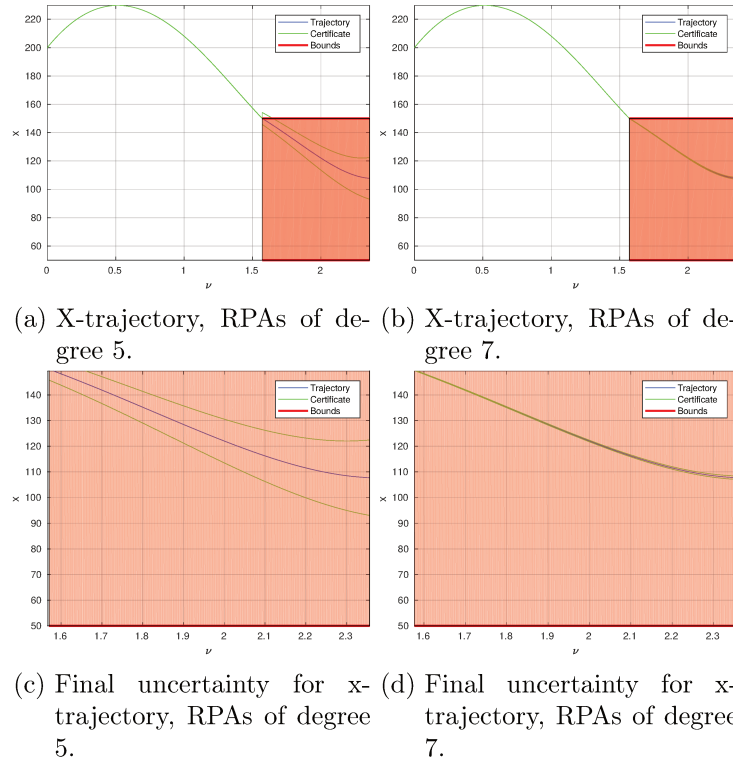 220
200
180
160
140
120
100
80
60
x
0
0.5
1
1.5
2
ν
Trajectory
Certificate
Bounds
220
200
180
160
140
120
100
80
60
x
0
0.5
1
1.5
2
ν
Trajectory
Certificate
Bounds
(a) X-trajectory, RPAs of de-
gree 5.
(b) X-trajectory, RPAs of de-
gree 7.
140
130
120
110
100
90
80
70
60
50
x
1.6
1.7
1.8
1.9
2
2.1
2.2
2.3
ν
Trajectory
Certificate
Bounds
140
130
120
110
100
90
80
70
60
50
x
1.6
1.7
1.8
1.9
2
2.1
2.2
2.3
ν
Trajectory
Certificate
Bounds
(c) Final uncertainty for x-
trajectory, RPAs of degree
5.
(d) Final uncertainty for x-
trajectory, RPAs of degree
7.